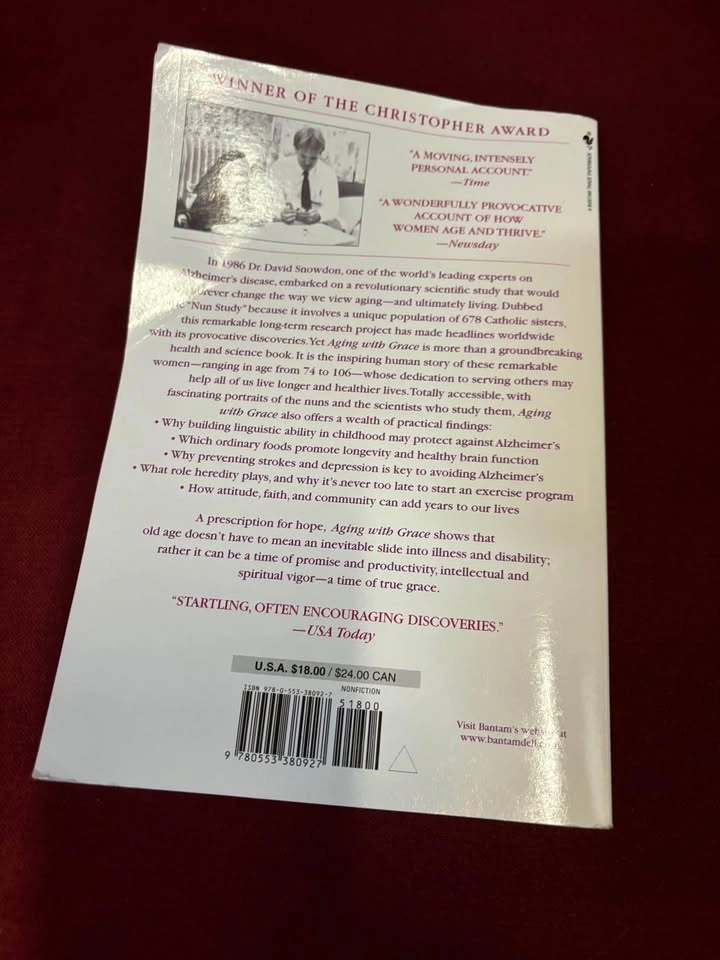 WINNER OF THE CHRISTOPHER AWARD
"A MOVING, INTENSELY
PERSONAL ACCOUNT."
—Time
"A WONDERFULLY PROVOCATIVE
ACCOUNT OF HOW
WOMEN AGE AND THRIVE."
—Newsday
In 1986 Dr. David Snowdon, one of the world's leading experts on
Alzheimer's disease, embarked on a revolutionary scientific study that would
forever change the way we view aging—and ultimately living. Dubbed
"Nun Study" because it involves a unique population of 678 Catholic sisters,
this remarkable long-term research project has made headlines worldwide
with its provocative discoveries. Yet Aging with Grace is more than a groundbreaking
health and science book. It is the inspiring human story of these remarkable
women—ranging in age from 74 to 106—whose dedication to serving others may
help all of us live longer and healthier lives. Totally accessible, with
fascinating portraits of the nuns and the scientists who study them, Aging
with Grace also offers a wealth of practical findings:
• Why building linguistic ability in childhood may protect against Alzheimer's
• Which ordinary foods promote longevity and healthy brain function
• Why preventing strokes and depression is key to avoiding Alzheimer's
• What role heredity plays, and why it's never too late to start an exercise program
• How attitude, faith, and community can add years to our lives
A prescription for hope, Aging with Grace shows that
old age doesn't have to mean an inevitable slide into illness and disability;
rather it can be a time of promise and productivity, intellectual and
spiritual vigor—a time of true grace.
"STARTLING, OFTEN ENCOURAGING DISCOVERIES."
—USA Today
U.S.A. $18.00 / $24.00 CAN
ISBN 978-0-553-38092-7
NONFICTION
51800
9 780553 380927
Visit Bantam's website at